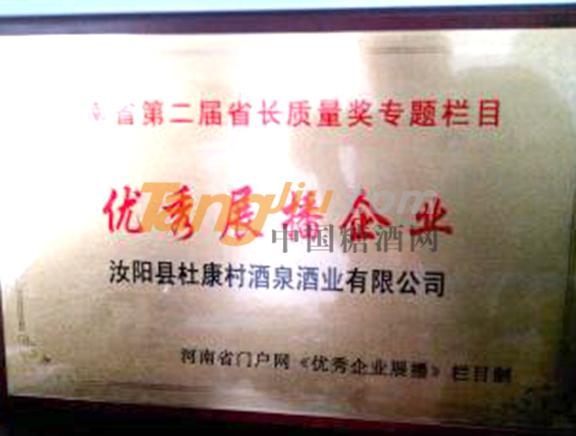 省第二届省长质量奖专题栏目
优秀展播企业
TangJiu.com
中国糖酒网
汝阳县杜康村酒泉酒业有限公司
河南省门户网《优秀企业展播》栏目制